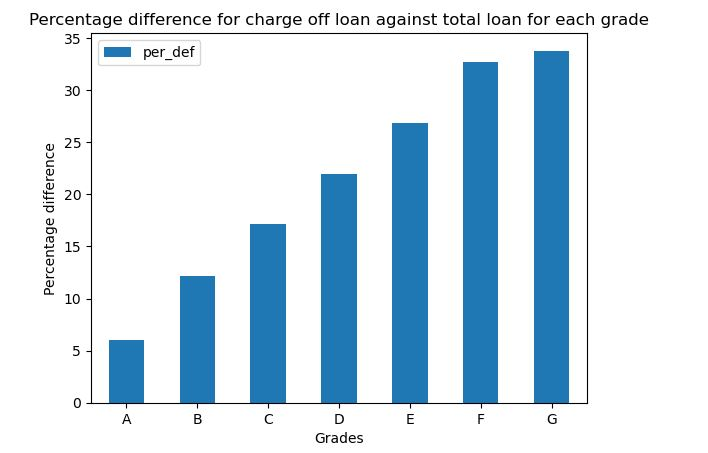 Percentage difference for charge off loan against total loan for each grade
per_def
Percentage difference
35
30
25
20
15
10
5
0
A B C D E F G
Grades